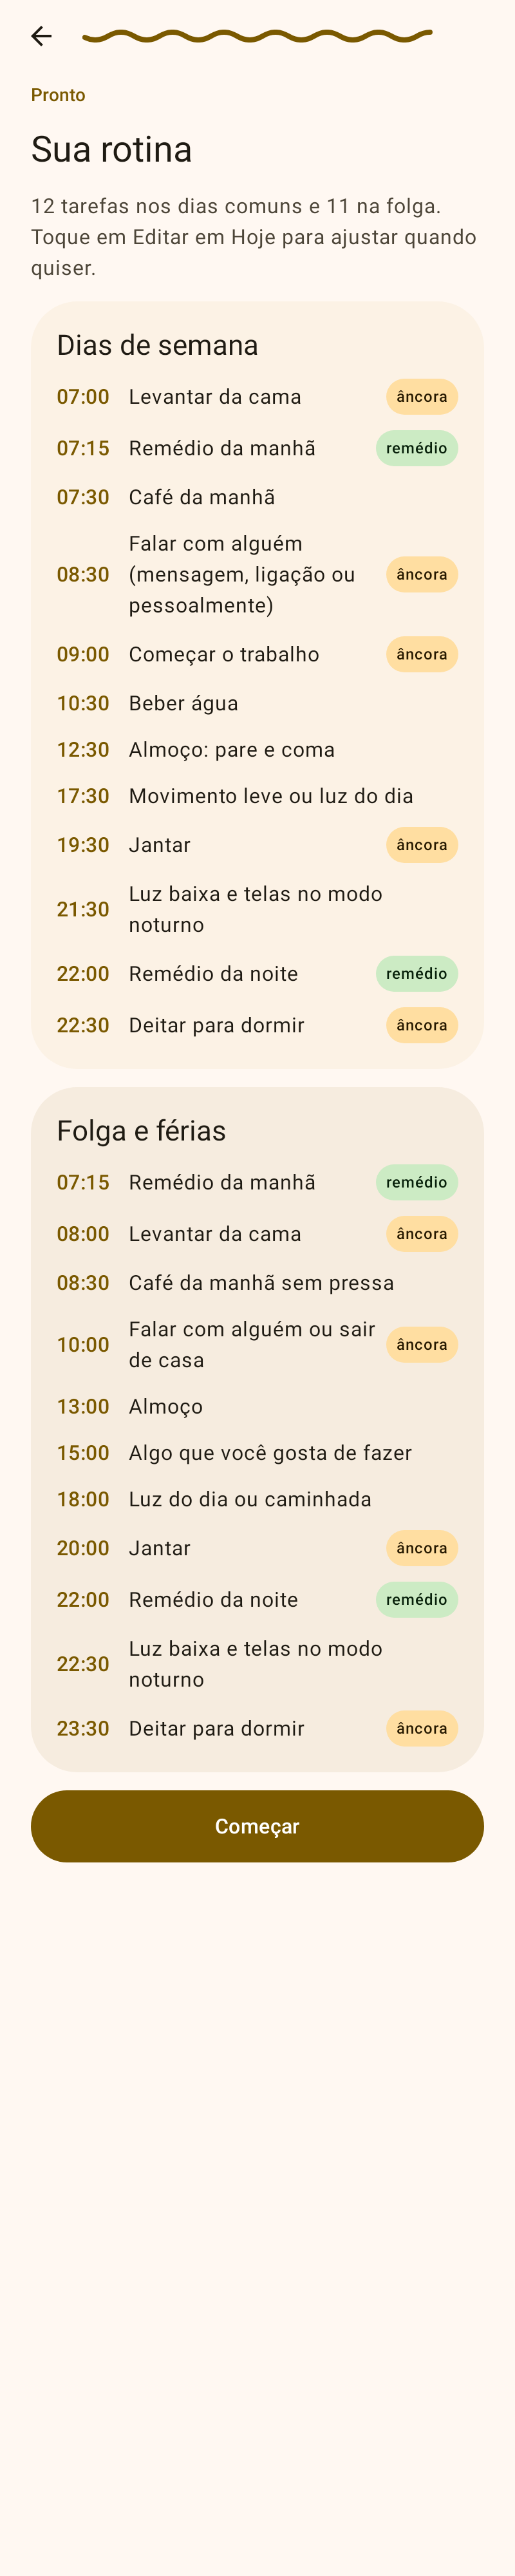 Pronto
Sua rotina
12 tarefas nos dias comuns e 11 na folga.
Toque em Editar em Hoje para ajustar quando
quiser.
Dias de semana
07:00 Levantar da cama âncora
07:15 Remédio da manhã remédio
07:30 Café da manhã
08:30 Falar com alguém
(mensagem, ligação ou
pessoalmente) âncora
09:00 Começar o trabalho âncora
10:30 Beber água
12:30 Almoço: pare e coma
17:30 Movimento leve ou luz do dia
19:30 Jantar âncora
21:30 Luz baixa e telas no modo
noturno
22:00 Remédio da noite remédio
22:30 Deitar para dormir âncora
Folga e férias
07:15 Remédio da manhã remédio
08:00 Levantar da cama âncora
08:30 Café da manhã sem pressa
10:00 Falar com alguém ou sair
de casa âncora
13:00 Almoço
15:00 Algo que você gosta de fazer
18:00 Luz do dia ou caminhada
20:00 Jantar âncora
22:00 Remédio da noite remédio
22:30 Luz baixa e telas no modo
noturno
23:30 Deitar para dormir âncora
Começar